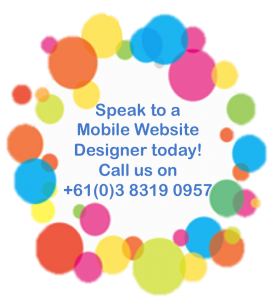 Speak to a
Mobile Website
Designer today!
Call us on
+61(0)3 8319 0957